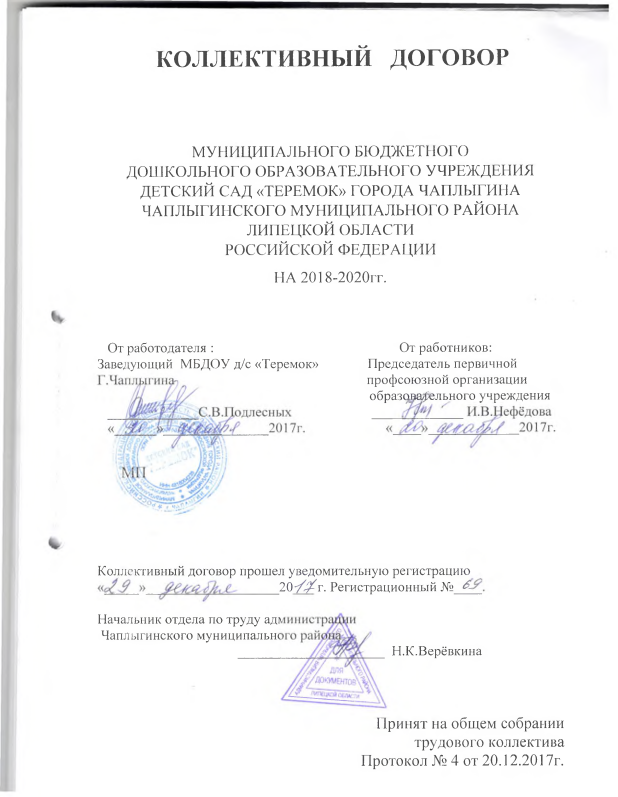 КОЛЛЕКТИВНЫЙ ДОГОВОР
МУНИЦИПАЛЬНОГО БЮДЖЕТНОГО
ДОШКОЛЬНОГО ОБРАЗОВАТЕЛЬНОГО УЧРЕЖДЕНИЯ
ДЕТСКИЙ САД «ТЕРЕМОК» ГОРОДА ЧАПЛЫГИНА
ЧАПЛЫГИНСКОГО МУНИЦИПАЛЬНОГО РАЙОНА
ЛИПЕЦКОЙ ОБЛАСТИ
РОССИЙСКОЙ ФЕДЕРАЦИИ
НА 2018-2020гг.
От работодателя :
Заведующий МБДОУ д/с «Теремок»
Г.Чаплыгина
С.В.Подлесных
« 20 » декабря 2017г.
МП
От работников:
Председатель первичной
профсоюзной организации
образовательного учреждения
И.В.Нефёдова
« 20 » декабря 2017г.
Коллективный договор прошел уведомительную регистрацию
« 29 » декабря 2017 г. Регистрационный № 69.
Начальник отдела по труду администрации
Чаплыгинского муниципального района
Н.К.Верёвкина
ДЛЯ
ДОКУМЕНТОВ
ЛИПЕЦКОЙ ОБЛАСТИ
Принят на общем собрании
трудового коллектива
Протокол № 4 от 20.12.2017г.